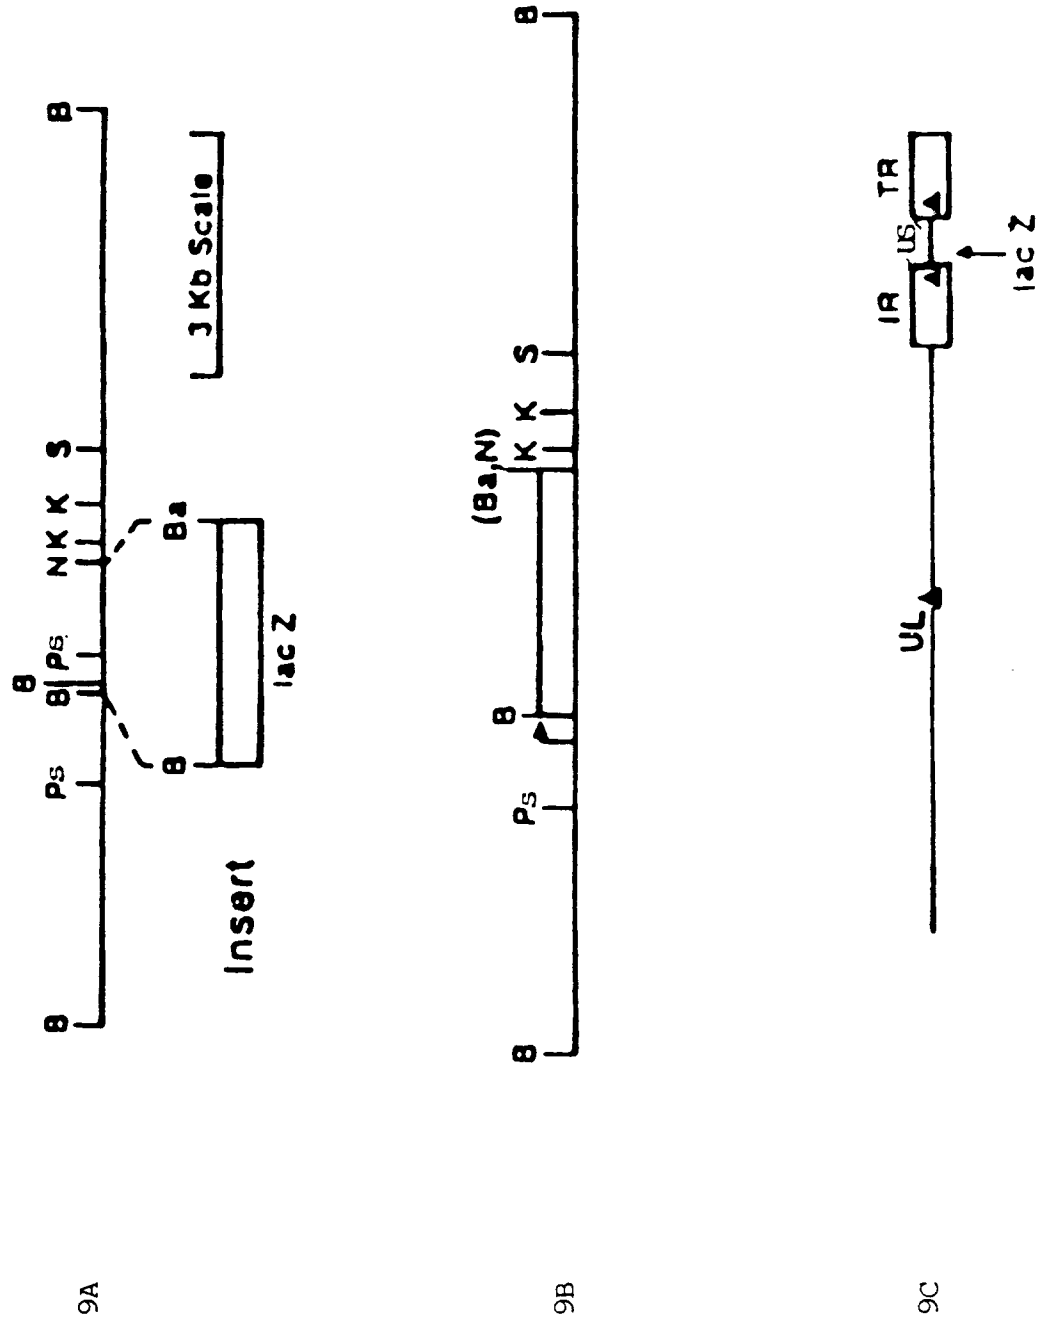 9A
B
B Ps B Ps N K K S B
B Ba
3 Kb Scale
Insert
lac Z
9B
(Ba,N)
B Ps B K K S B
9C
IR TR
US
UL
lac Z